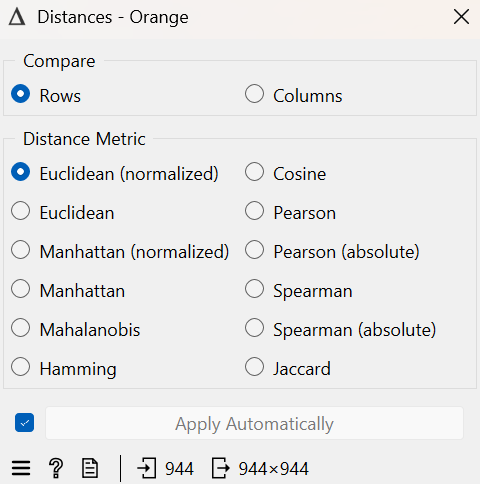 Distances - Orange
Compare
Rows Columns
Distance Metric
Euclidean (normalized) Cosine
Euclidean Pearson
Manhattan (normalized) Pearson (absolute)
Manhattan Spearman
Mahalanobis Spearman (absolute)
Hamming Jaccard
Apply Automatically
? 944 944×944